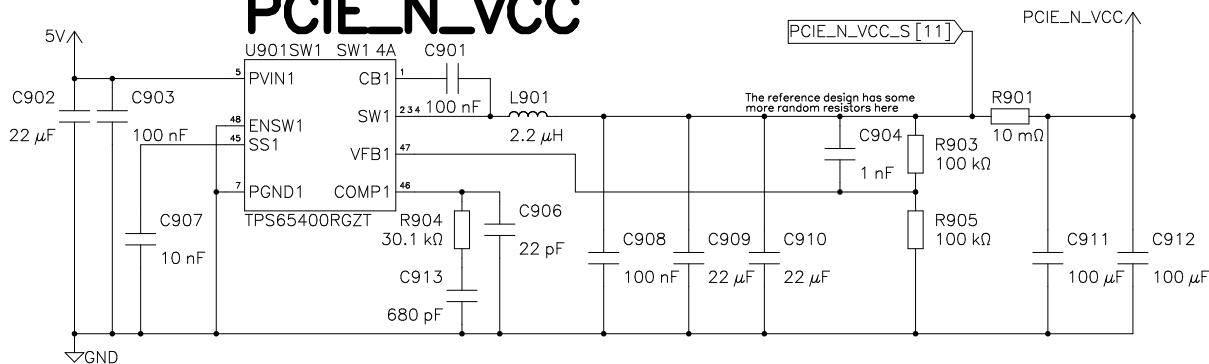 PCIE_N_VCC
5V
U901SW1 SW1 4A
PVIN1
ENSW1
SS1
PGND1
CB1
SW1
VFB1
COMP1
TPS65400RGZT
5
48
45
7
1
2 3 4
47
46
C902
22 µF
C903
100 nF
C907
10 nF
C901
100 nF
L901
2.2 µH
R904
30.1 kΩ
C913
680 pF
C906
22 pF
C908
100 nF
C909
22 µF
C910
22 µF
The reference design has some
more random resistors here
C904
1 nF
R903
100 kΩ
R905
100 kΩ
PCIE_N_VCC_S [11]
R901
10 mΩ
PCIE_N_VCC
C911
100 µF
C912
100 µF
GND